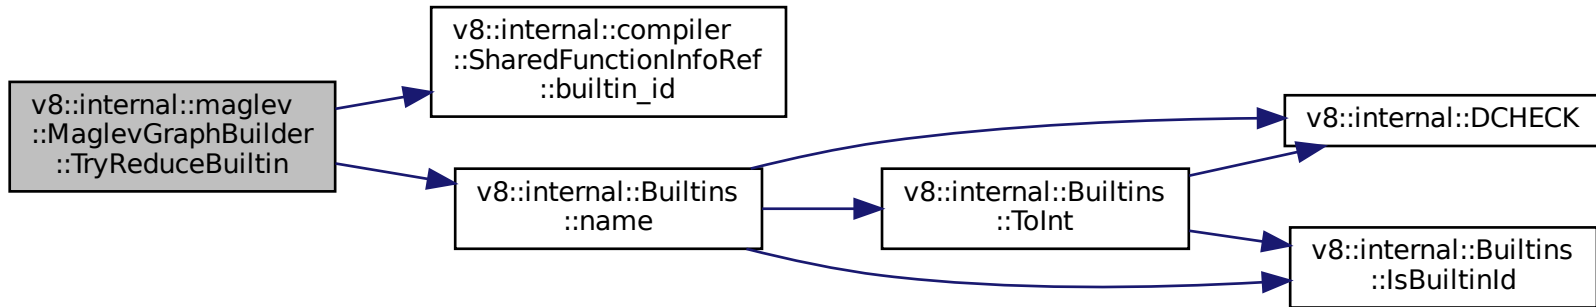 v8::internal::maglev
::MaglevGraphBuilder
::TryReduceBuiltin
v8::internal::compiler
::SharedFunctionInfoRef
::builtin_id
v8::internal::Builtins
::name
v8::internal::Builtins
::ToInt
v8::internal::DCHECK
v8::internal::Builtins
::IsBuiltinId